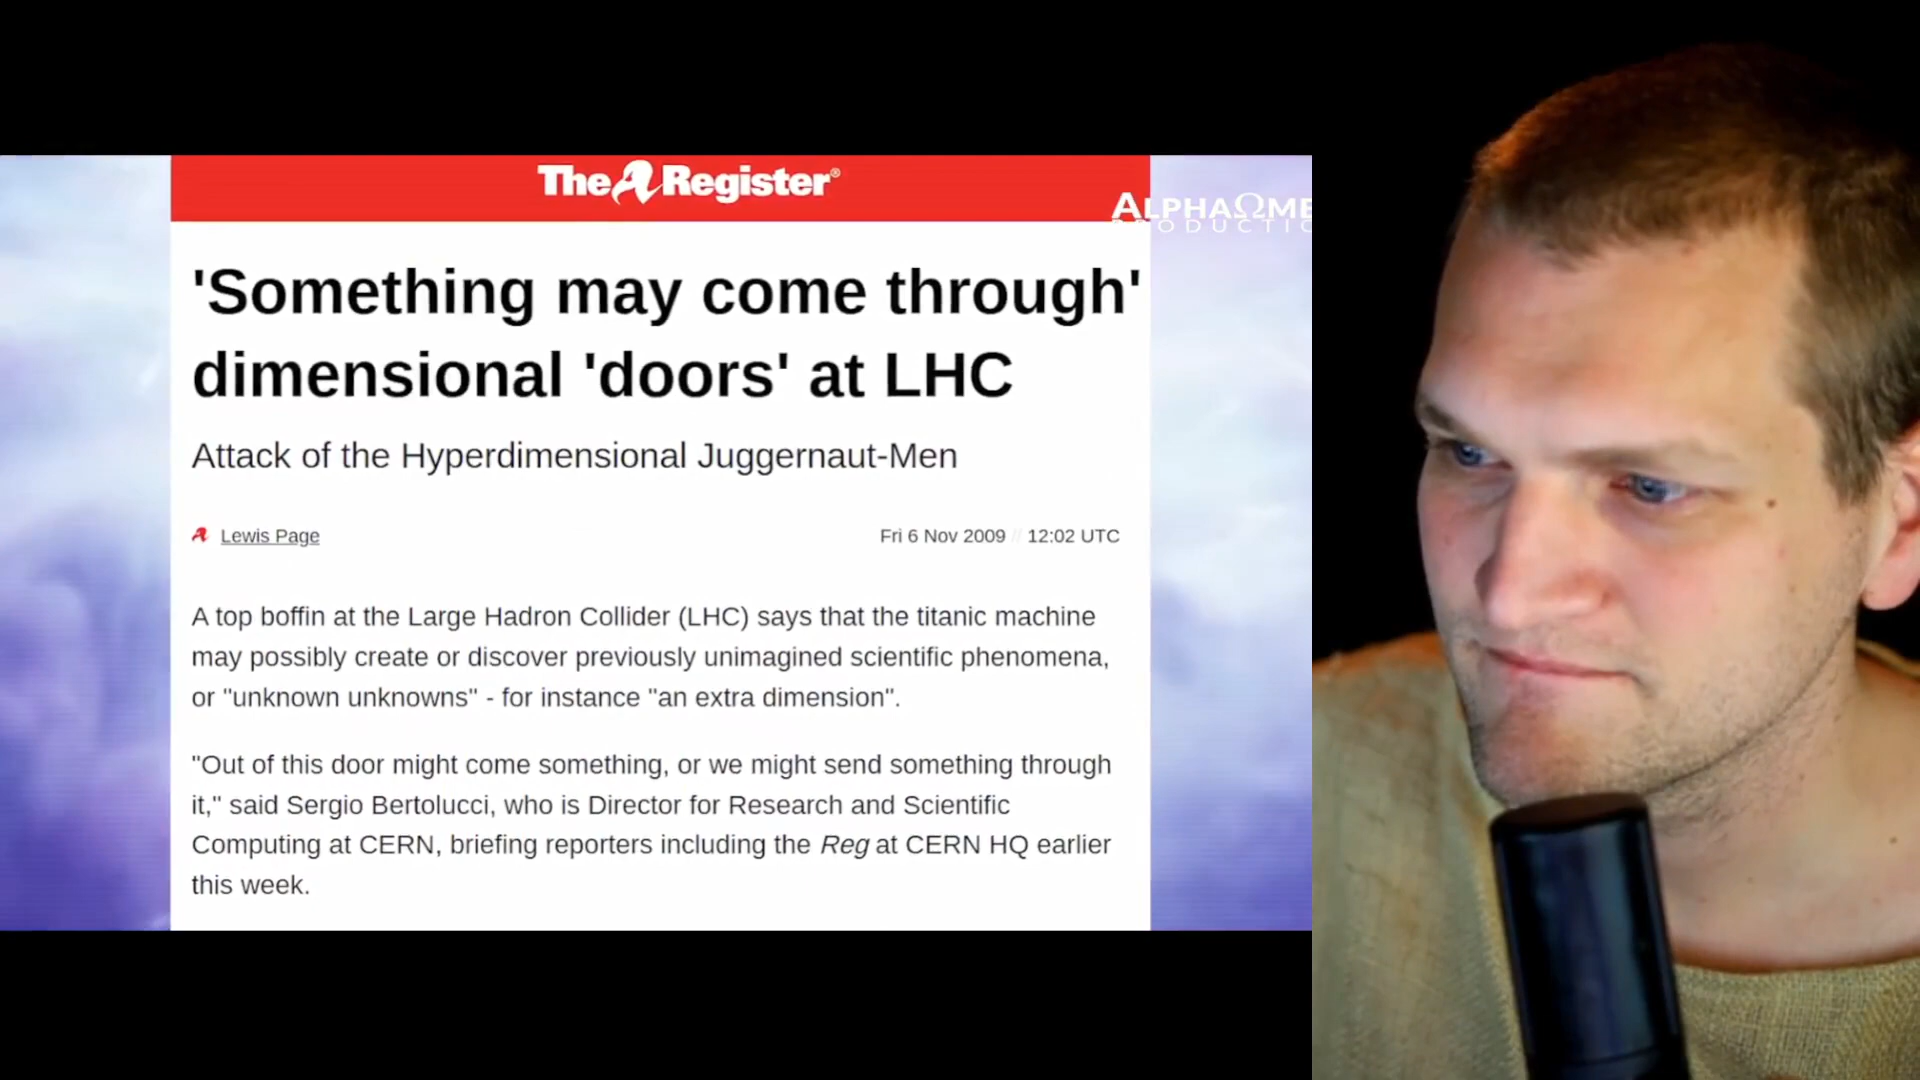 The Register®
ALPHAΩME
PRODUCTIO
'Something may come through'
dimensional 'doors' at LHC
Attack of the Hyperdimensional Juggernaut-Men
Lewis Page
Fri 6 Nov 2009 // 12:02 UTC
A top boffin at the Large Hadron Collider (LHC) says that the titanic machine
may possibly create or discover previously unimagined scientific phenomena,
or "unknown unknowns" - for instance "an extra dimension".
"Out of this door might come something, or we might send something through
it," said Sergio Bertolucci, who is Director for Research and Scientific
Computing at CERN, briefing reporters including the Reg at CERN HQ earlier
this week.